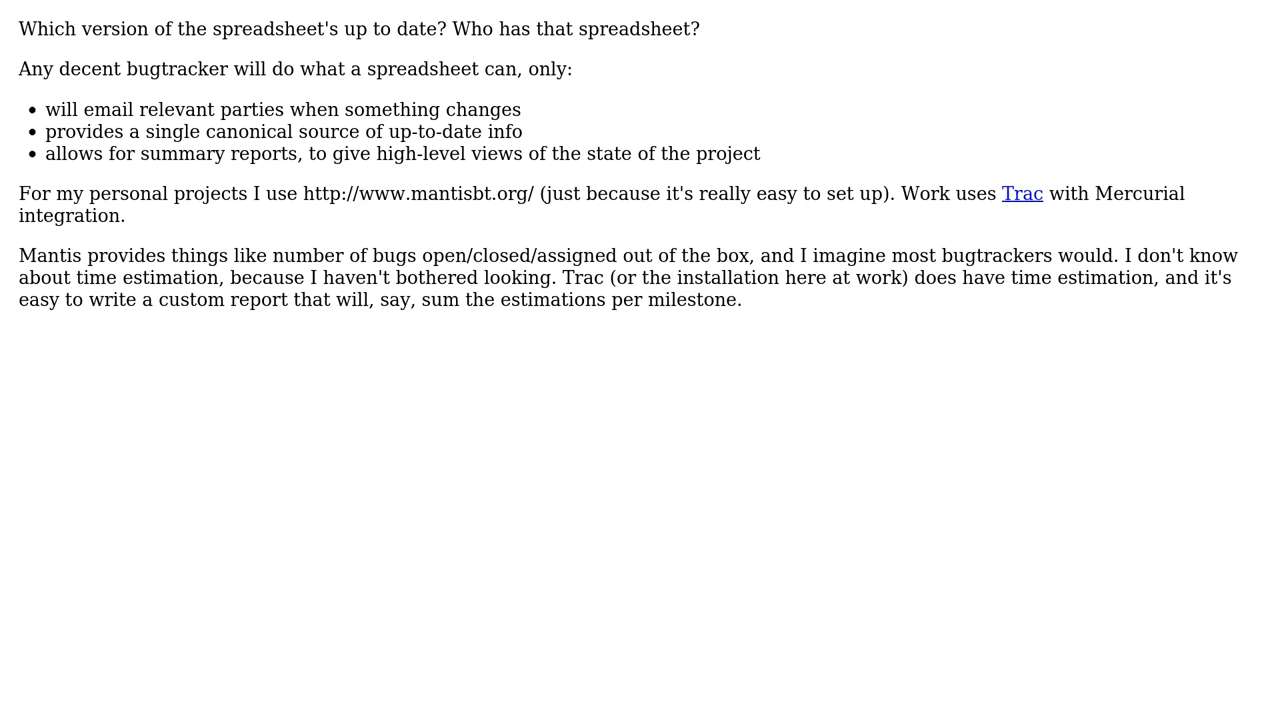 Which version of the spreadsheet's up to date? Who has that spreadsheet?
Any decent bugtracker will do what a spreadsheet can, only:
• will email relevant parties when something changes
• provides a single canonical source of up-to-date info
• allows for summary reports, to give high-level views of the state of the project
For my personal projects I use http://www.mantisbt.org/ (just because it's really easy to set up). Work uses Trac with Mercurial
integration.
Mantis provides things like number of bugs open/closed/assigned out of the box, and I imagine most bugtrackers would. I don't know
about time estimation, because I haven't bothered looking. Trac (or the installation here at work) does have time estimation, and it's
easy to write a custom report that will, say, sum the estimations per milestone.